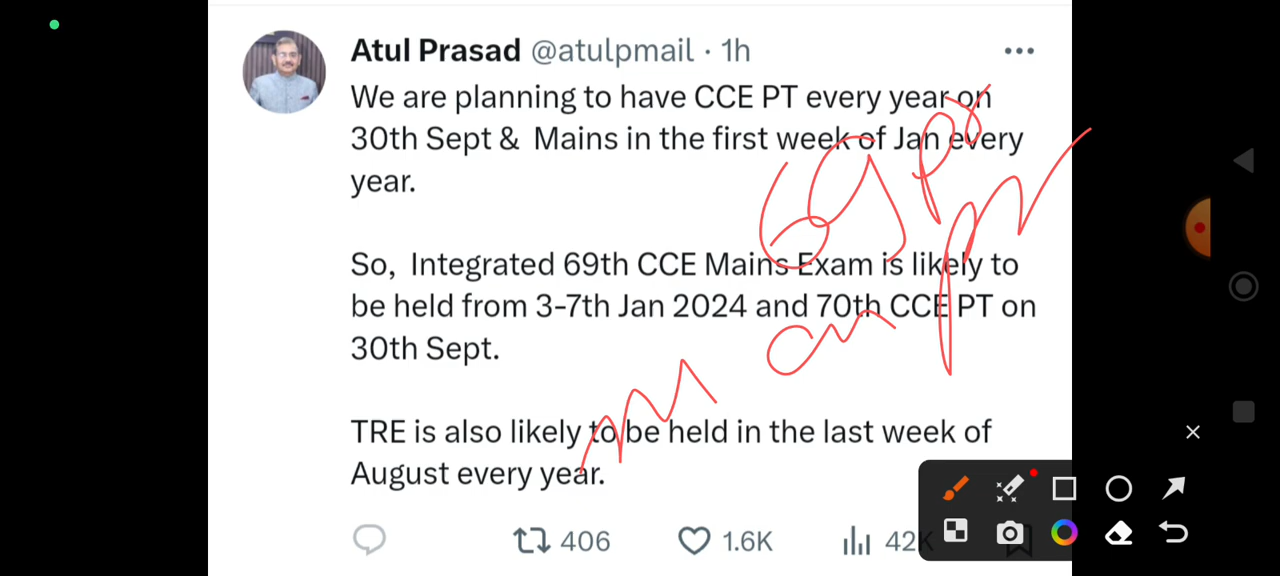 Atul Prasad @atulpmail · 1h
We are planning to have CCE PT every year on
30th Sept & Mains in the first week of Jan every
year.
So, Integrated 69th CCE Mains Exam is likely to
be held from 3-7th Jan 2024 and 70th CCE PT on
30th Sept.
TRE is also likely to be held in the last week of
August every year.
406 1.6K 42K
69